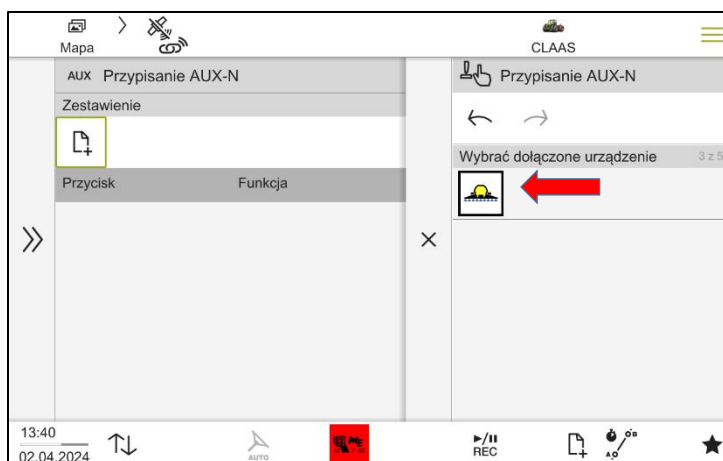 Mapa
CLAAS
AUX Przypisanie AUX-N
Zestawienie
Przycisk Funkcja
Przypisanie AUX-N
Wybrać dołączone urządzenie 3 z 5
13:40
02.04.2024
AUTO
REC